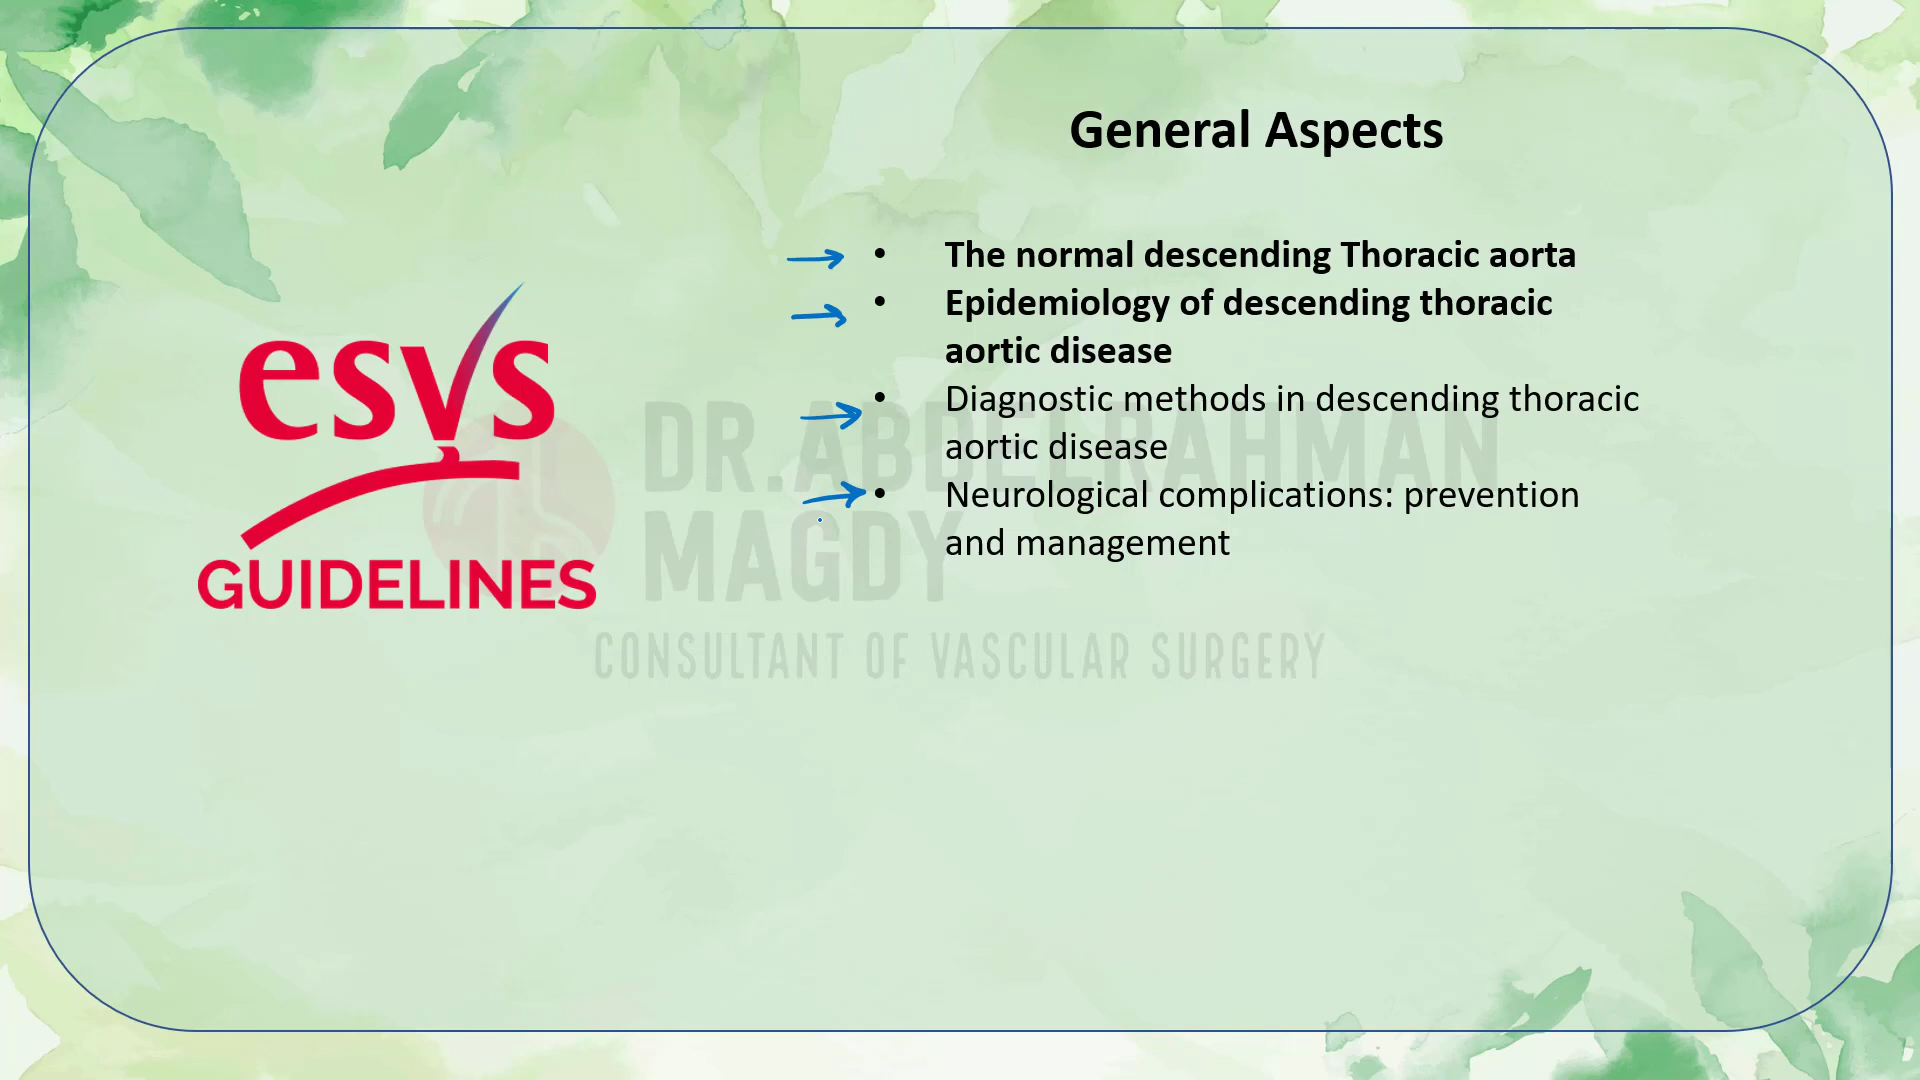 General Aspects
• The normal descending Thoracic aorta
• Epidemiology of descending thoracic
aortic disease
• Diagnostic methods in descending thoracic
aortic disease
• Neurological complications: prevention
and management
esvs
GUIDELINES
DR.ABDELRAHMAN
MAGDY
CONSULTANT OF VASCULAR SURGERY